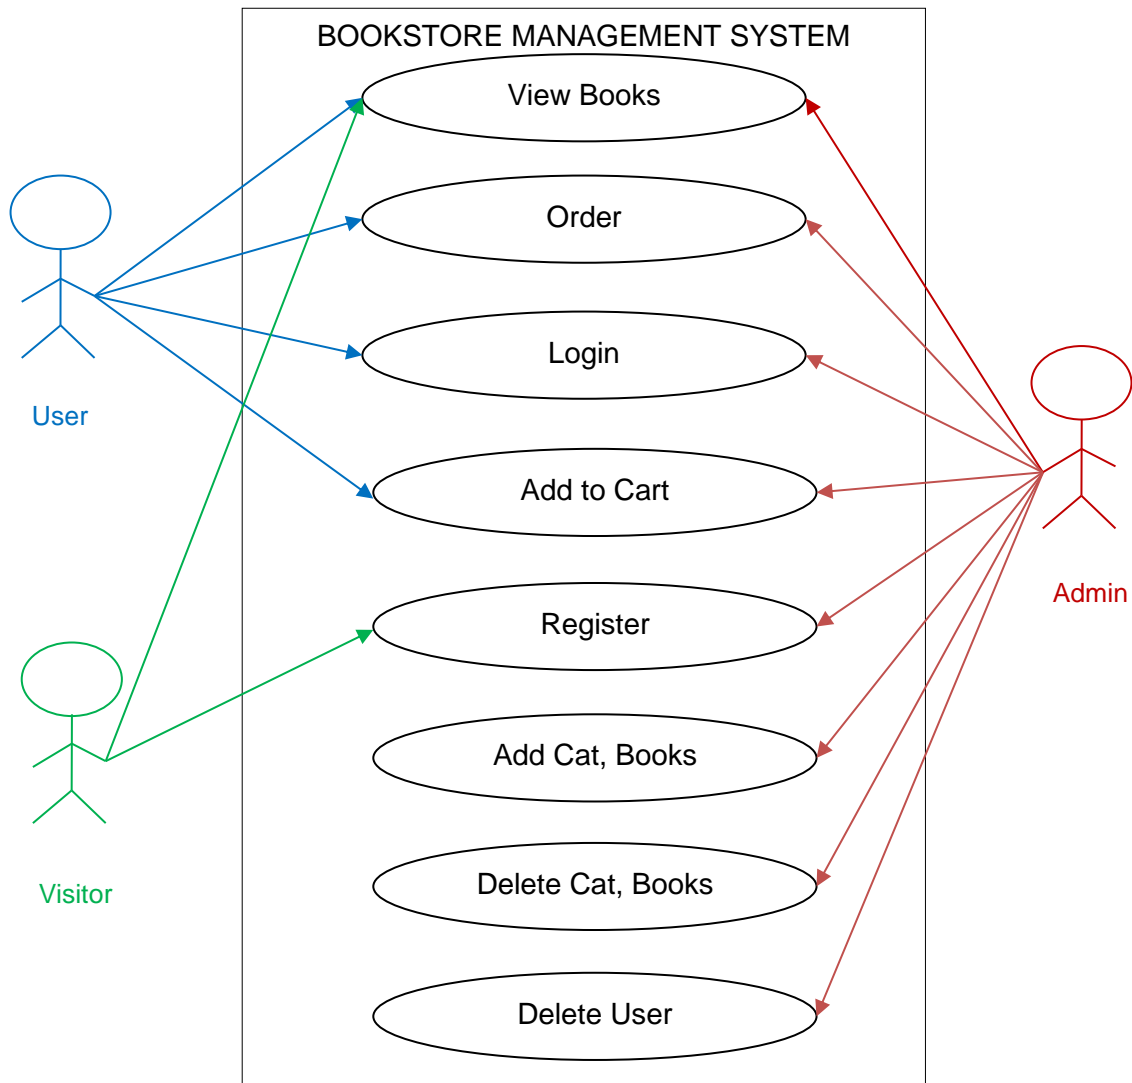 BOOKSTORE MANAGEMENT SYSTEM
View Books
Order
Login
User
Add to Cart
Admin
Register
Add Cat, Books
Delete Cat, Books
Visitor
Delete User